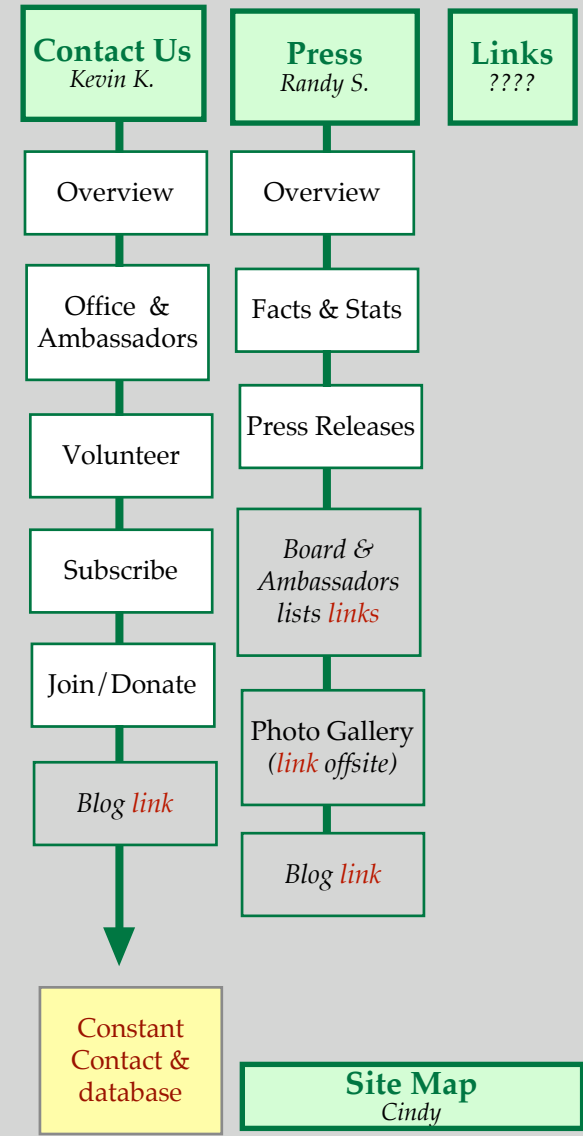 Contact Us
Kevin K.
Overview
Office & 
Ambassadors
Volunteer
Subscribe
Join/Donate
Blog link
Constant
Contact &
database
Press
Randy S.
Overview
Facts & Stats
Press Releases
Board &
Ambassadors
lists links
Photo Gallery
(link offsite)
Blog link
Links
????
Site Map
Cindy